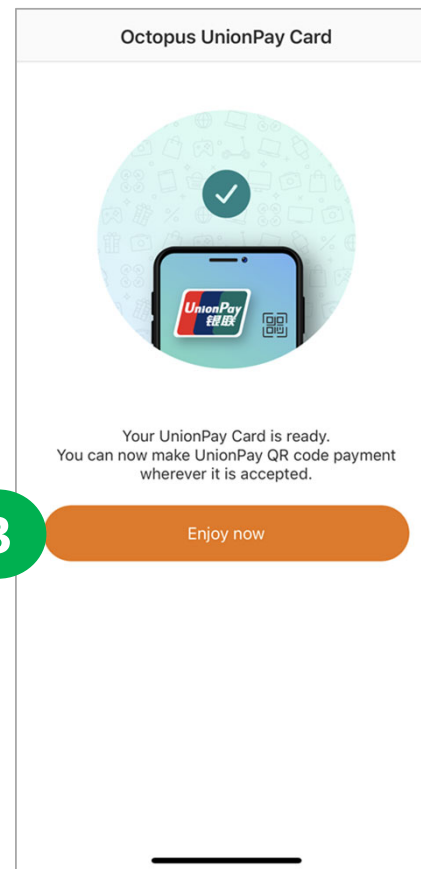 Octopus UnionPay Card
UnionPay
银联
Your UnionPay Card is ready.
You can now make UnionPay QR code payment
wherever it is accepted.
Enjoy now